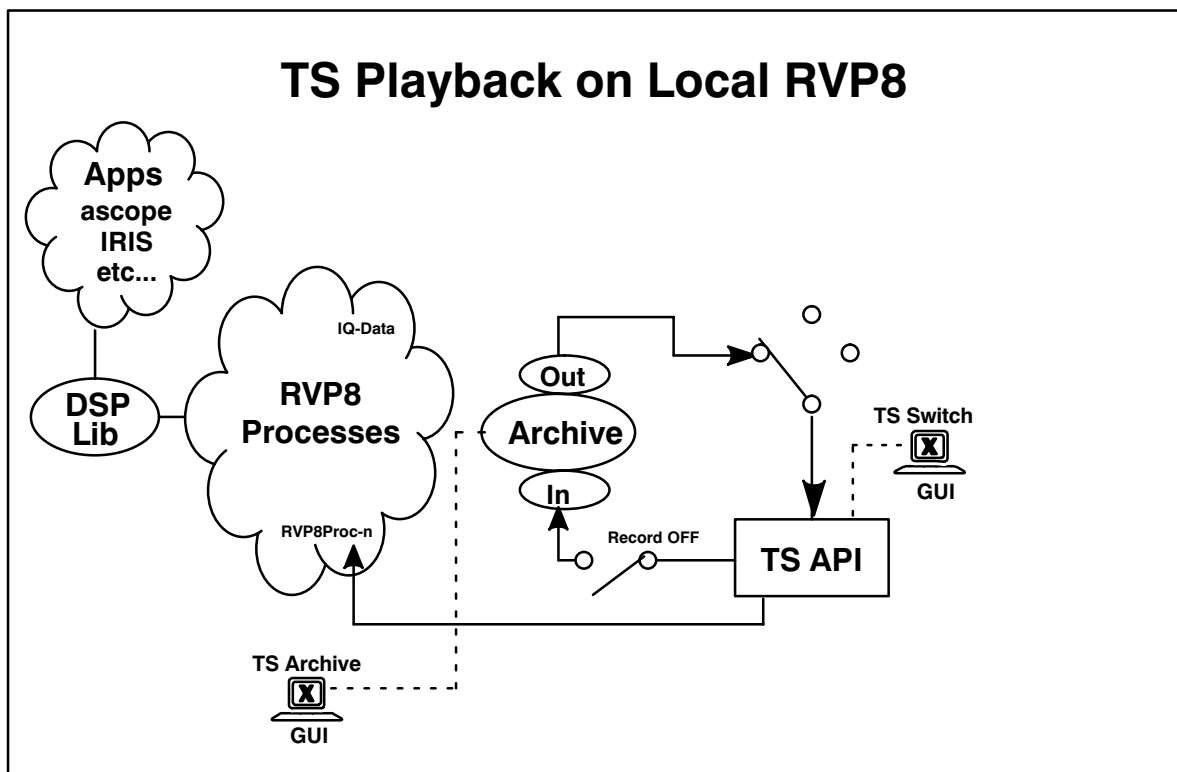 TS Playback on Local RVP8
Apps
ascope
IRIS
etc...
IQ-Data
RVP8
Processes
RVP8Proc-n
DSP
Lib
Out
Archive
In
Record OFF
TS Switch
X
GUI
TS API
TS Archive
X
GUI